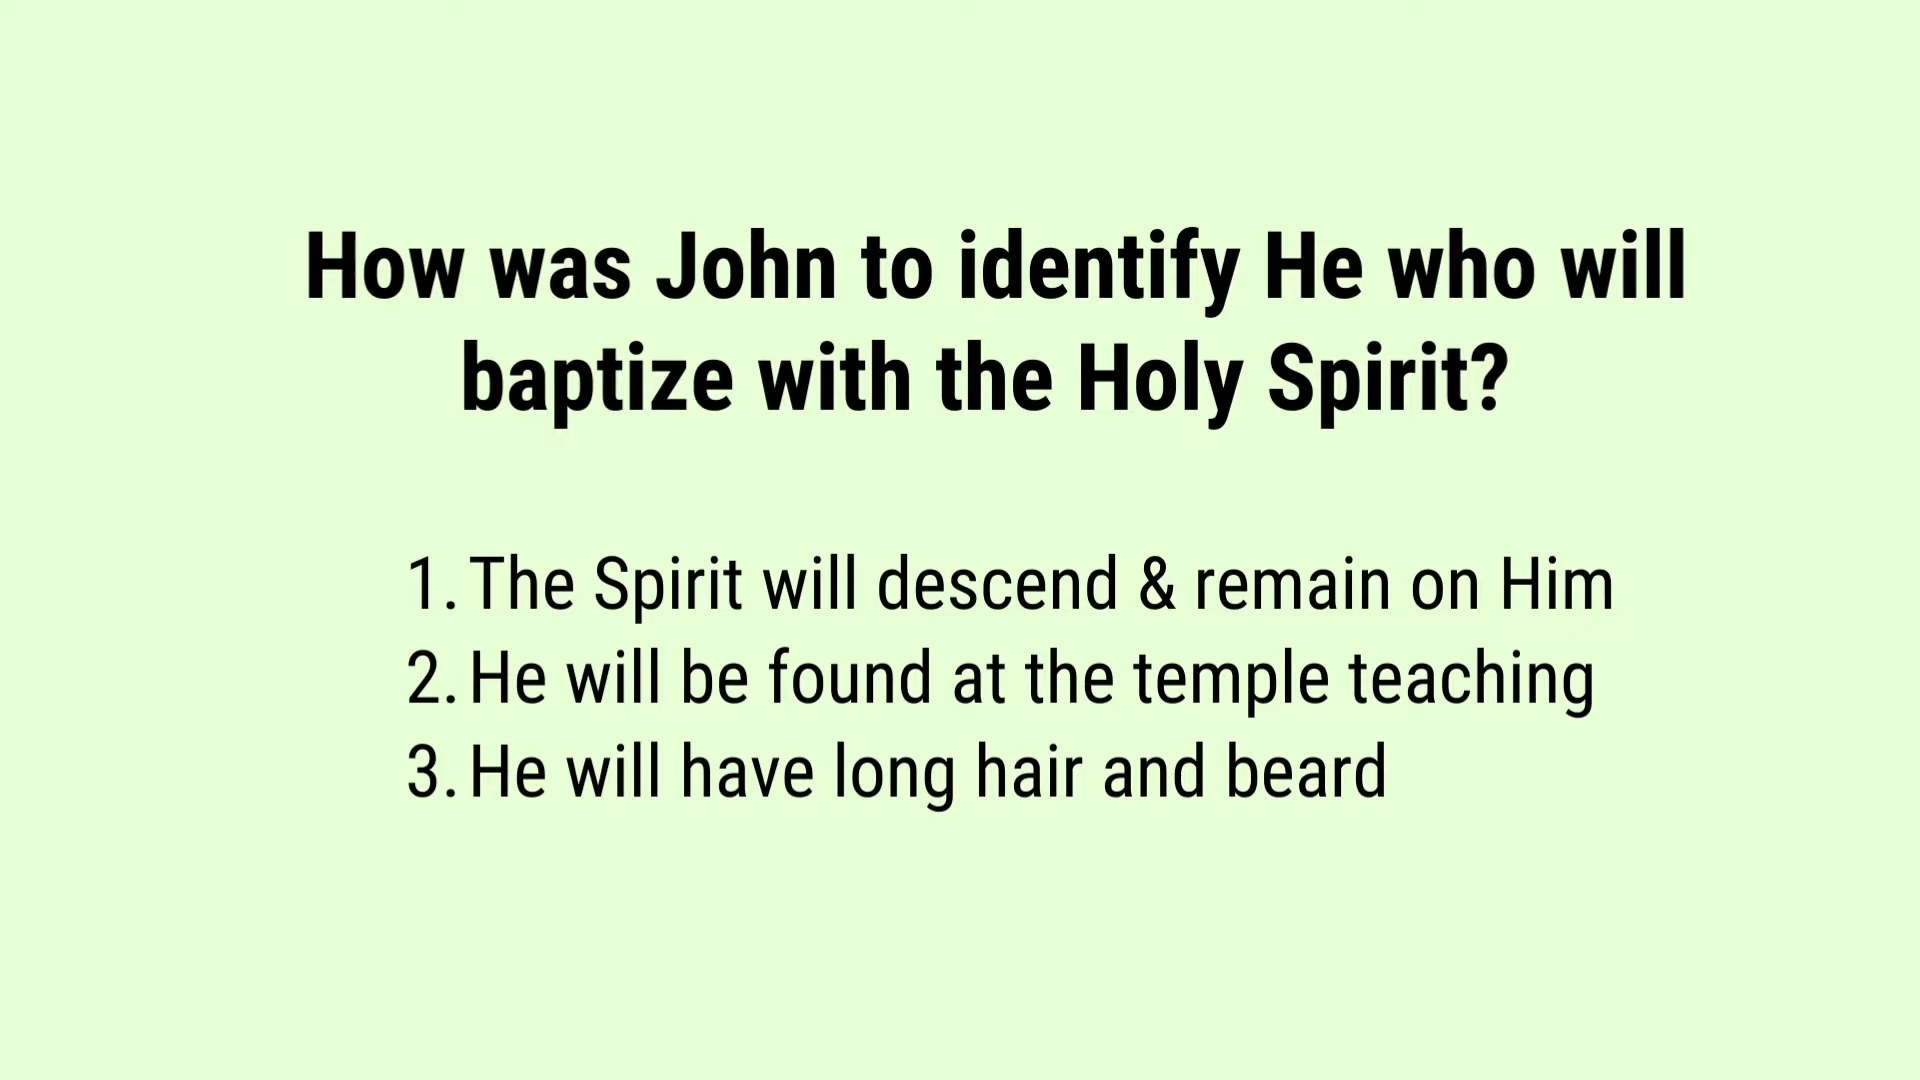 How was John to identify He who will
baptize with the Holy Spirit?
1. The Spirit will descend & remain on Him
2. He will be found at the temple teaching
3. He will have long hair and beard